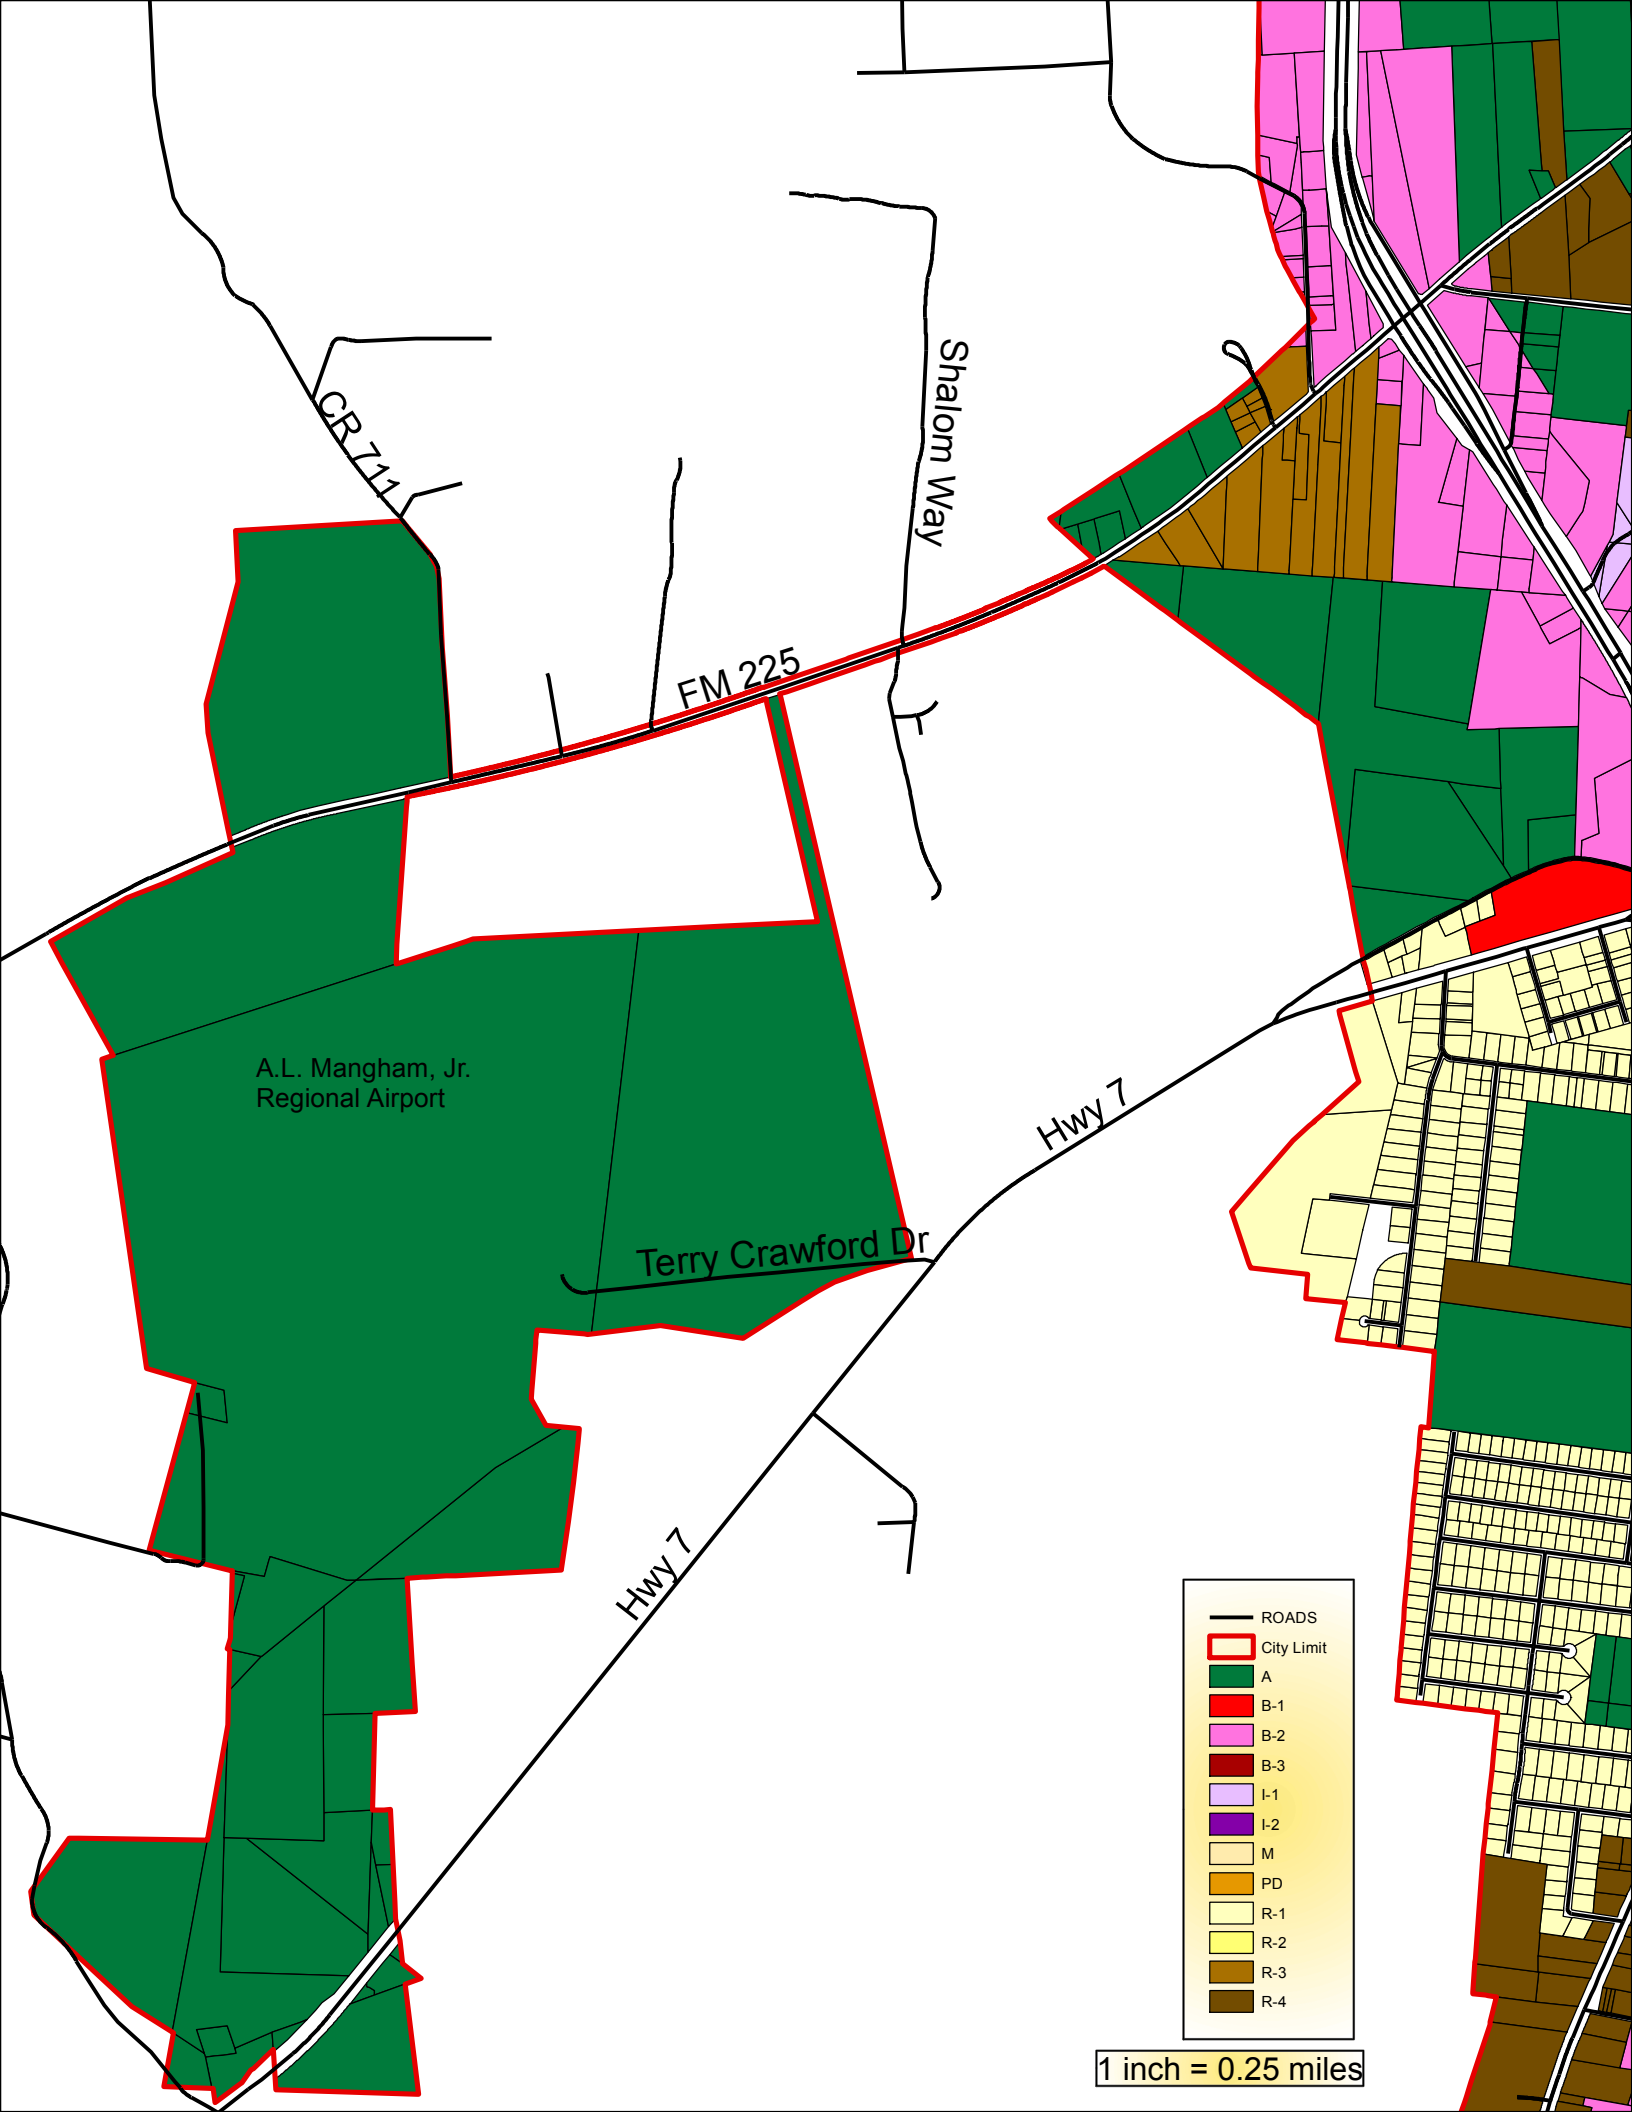 Shalom Way
CR 711
FM 225
A.L. Mangham, Jr.
Regional Airport
Hwy 7
Terry Crawford Dr
Hwy 7
ROADS
City Limit
A
B-1
B-2
B-3
I-1
I-2
M
PD
R-1
R-2
R-3
R-4
1 inch = 0.25 miles